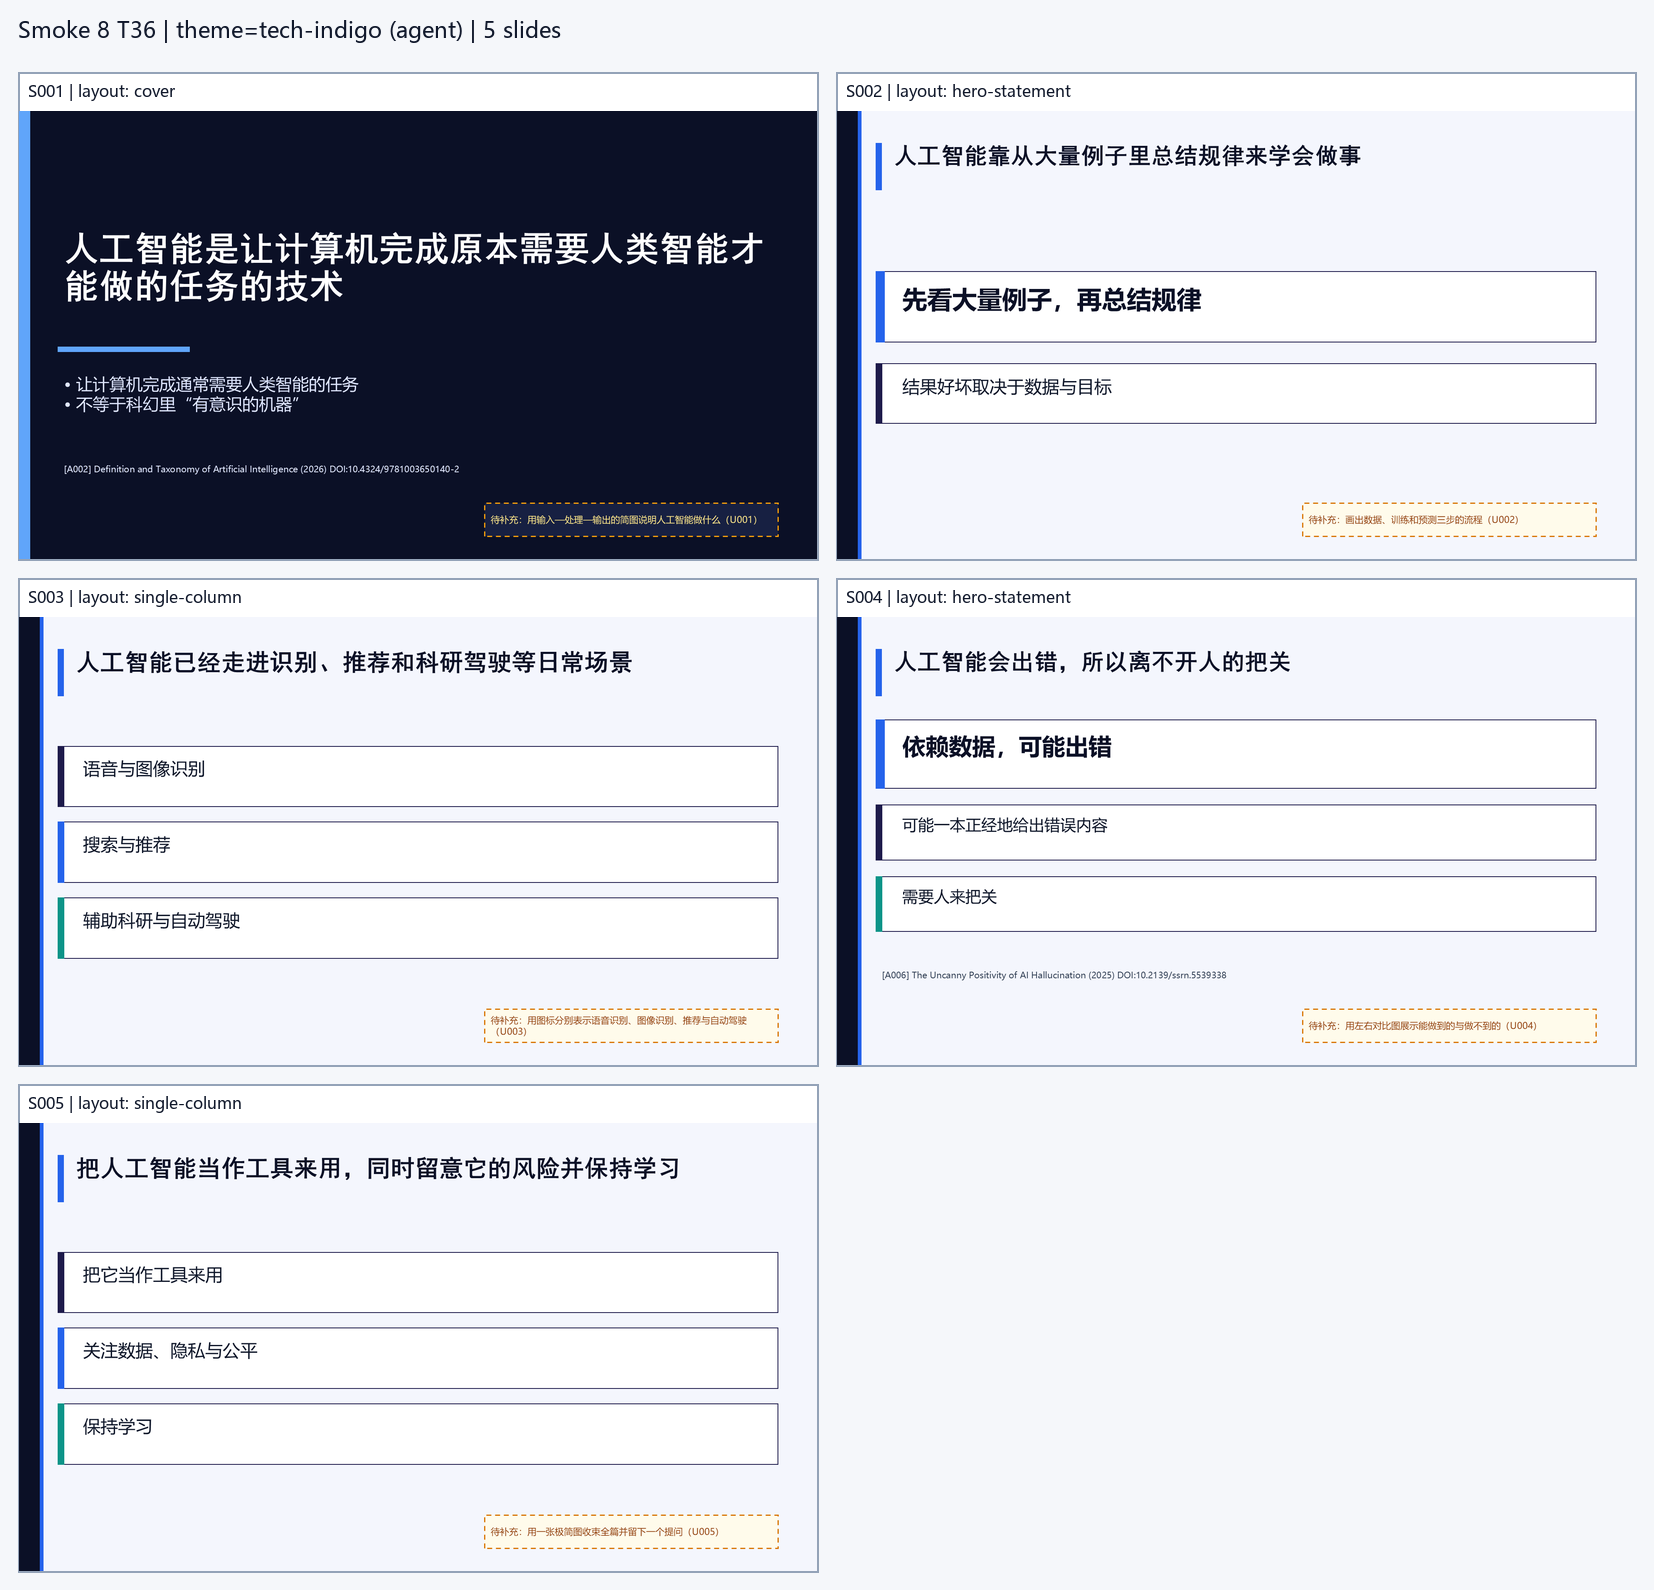 Smoke 8 T36 | theme=tech-indigo (agent) | 5 slides
S001 | layout: cover
人工智能是让计算机完成原本需要人类智能才
能做的任务的技术
• 让计算机完成通常需要人类智能的任务
• 不等于科幻里“有意识的机器”
[A002] Definition and Taxonomy of Artificial Intelligence (2026) DOI:10.4324/9781003650140-2
待补充：用输入—处理—输出的简图说明人工智能做什么（U001）
S002 | layout: hero-statement
人工智能靠从大量例子里总结规律来学会做事
先看大量例子，再总结规律
结果好坏取决于数据与目标
待补充：画出数据、训练和预测三步的流程（U002）
S003 | layout: single-column
人工智能已经走进识别、推荐和科研驾驶等日常场景
语音与图像识别
搜索与推荐
辅助科研与自动驾驶
待补充：用图标分别表示语音识别、图像识别、推荐与自动驾驶
（U003）
S004 | layout: hero-statement
人工智能会出错，所以离不开人的把关
依赖数据，可能出错
可能一本正经地给出错误内容
需要人来把关
[A006] The Uncanny Positivity of AI Hallucination (2025) DOI:10.2139/ssrn.5539338
待补充：用左右对比图展示能做到的与做不到的（U004）
S005 | layout: single-column
把人工智能当作工具来用，同时留意它的风险并保持学习
把它当作工具来用
关注数据、隐私与公平
保持学习
待补充：用一张极简图收束全篇并留下一个提问（U005）